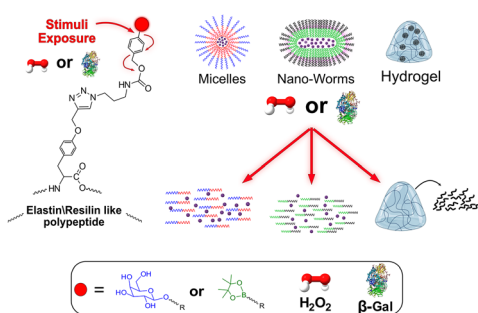 Stimuli
Exposure
or
HN
O
O
N=N
N
O
HN
O
O
Elastin\Resilin like
polypeptide
Micelles
Nano-Worms
Hydrogel
or
=
HO
OH
HO
O
OH
O
R
or
O
B
O
R
H2O2
β-Gal